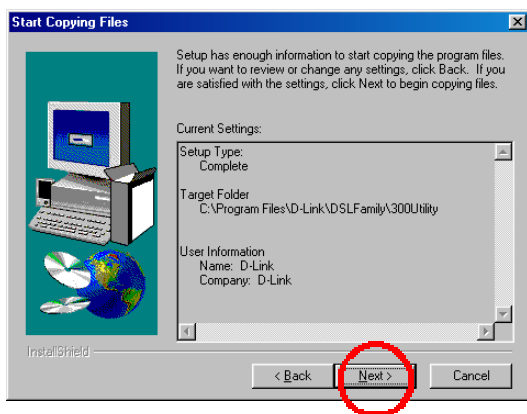 Start Copying Files
Setup has enough information to start copying the program files.
If you want to review or change any settings, click Back. If you
are satisfied with the settings, click Next to begin copying files.
Current Settings:
Setup Type:
Complete
Target Folder
C:\Program Files\D-Link\DSLFamily\300Utility
User Information
Name: D-Link
Company: D-Link
InstallShield
< Back
Next >
Cancel